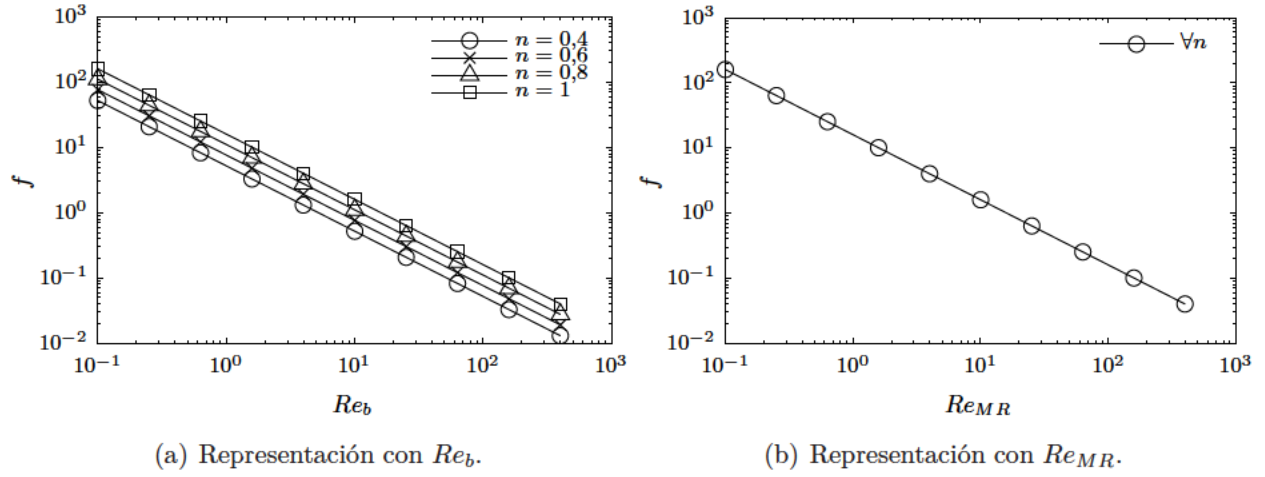 10³
10²
10¹
10⁰
10⁻¹
10⁻²
f
10⁻¹ 10⁰ 10¹ 10² 10³
Re_b
n = 0,4
n = 0,6
n = 0,8
n = 1
(a) Representación con Re_b.
10³
10²
10¹
10⁰
10⁻¹
10⁻²
f
10⁻¹ 10⁰ 10¹ 10² 10³
Re_MR
∀n
(b) Representación con Re_MR.